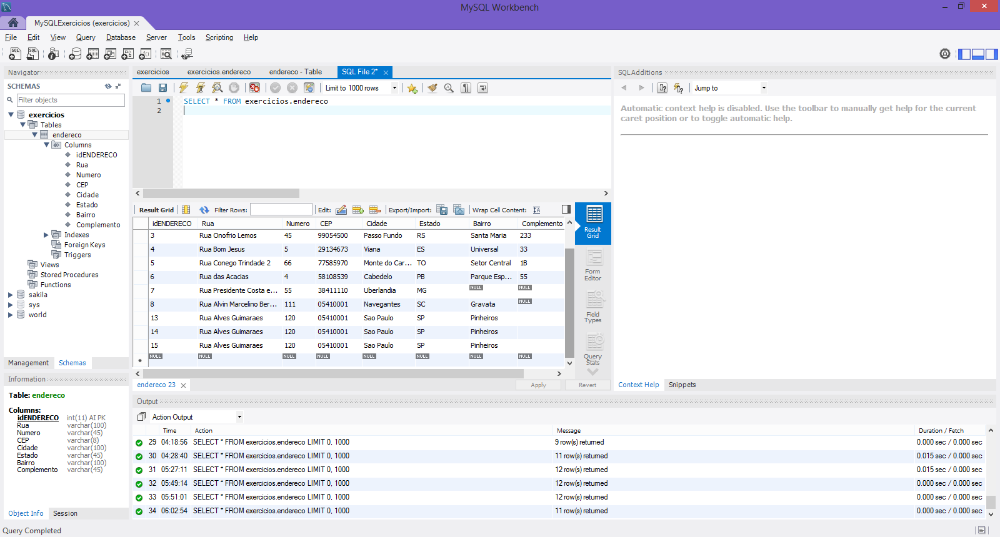 MySQL Workbench
MySQLExercicios (exercicios)
File Edit View Query Database Server Tools Scripting Help
Navigator
SCHEMAS
Filter objects
exercicios
Tables
endereco
Columns
idENDERECO
Rua
Numero
CEP
Cidade
Estado
Bairro
Complemento
Indexes
Foreign Keys
Triggers
Views
Stored Procedures
Functions
sakila
sys
world
Management Schemas
Information
Table: endereco
Columns:
idENDERECO int(11) AI PK
Rua varchar(100)
Numero varchar(45)
CEP varchar(8)
Cidade varchar(100)
Estado varchar(45)
Bairro varchar(100)
Complemento varchar(45)
Object Info Session
Query Completed
exercicios exercicios.endereco endereco - Table SQL File 2*
Limit to 1000 rows
1 SELECT * FROM exercicios.endereco
2
Result Grid Filter Rows: Edit: Export/Import: Wrap Cell Content:
idENDERECO Rua Numero CEP Cidade Estado Bairro Complemento
3 Rua Onofrio Lemos 45 99054500 Passo Fundo RS Santa Maria 233
4 Rua Bom Jesus 5 29134673 Viana ES Universal 33
5 Rua Conego Trindade 2 66 77585970 Monte do Car... TO Setor Central 1B
6 Rua das Acacias 4 58108539 Cabedelo PB Parque Esp... 55
7 Rua Presidente Costa e... 55 38411110 Uberlandia MG NULL NULL
8 Rua Alvin Marcelino Ber... 111 05410001 Navegantes SC Gravata NULL
13 Rua Alves Guimaraes 120 05410001 Sao Paulo SP Pinheiros
14 Rua Alves Guimaraes 120 05410001 Sao Paulo SP Pinheiros
15 Rua Alves Guimaraes 120 05410001 Sao Paulo SP Pinheiros
* NULL NULL NULL NULL NULL NULL NULL NULL
Result
Grid
Form
Editor
Field
Types
Query
Stats
endereco 23 Apply Revert
SQLAdditions
Jump to
Automatic context help is disabled. Use the toolbar to manually get help for the current
caret position or to toggle automatic help.
Context Help Snippets
Output
Action Output
Time Action Message Duration / Fetch
29 04:18:56 SELECT * FROM exercicios.endereco LIMIT 0, 1000 9 row(s) returned 0.000 sec / 0.000 sec
30 04:28:40 SELECT * FROM exercicios.endereco LIMIT 0, 1000 11 row(s) returned 0.015 sec / 0.000 sec
31 05:27:11 SELECT * FROM exercicios.endereco LIMIT 0, 1000 12 row(s) returned 0.015 sec / 0.000 sec
32 05:49:14 SELECT * FROM exercicios.endereco LIMIT 0, 1000 12 row(s) returned 0.000 sec / 0.000 sec
33 05:51:01 SELECT * FROM exercicios.endereco LIMIT 0, 1000 12 row(s) returned 0.000 sec / 0.000 sec
34 06:02:54 SELECT * FROM exercicios.endereco LIMIT 0, 1000 11 row(s) returned 0.000 sec / 0.000 sec